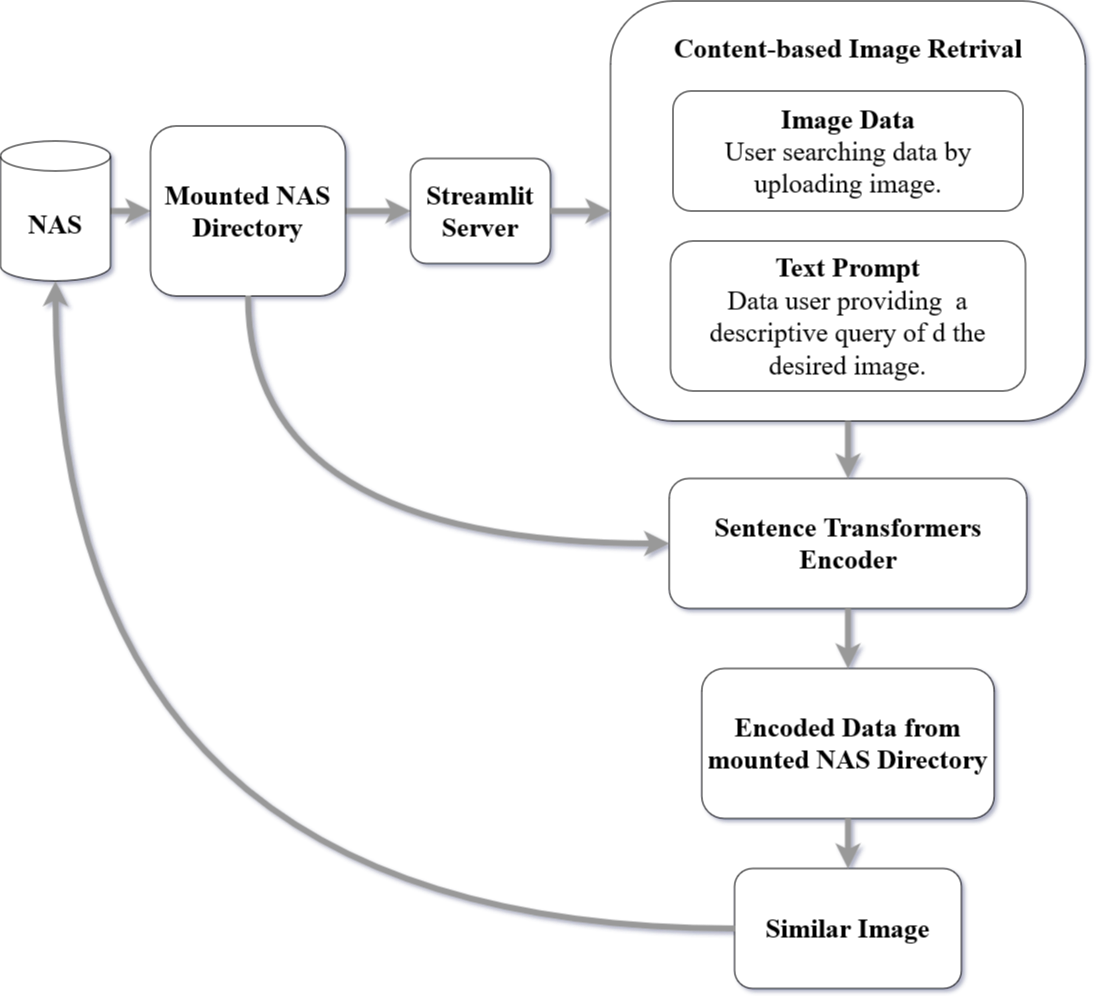 NAS
Mounted NAS
Directory
Streamlit
Server
Content-based Image Retrival
Image Data
User searching data by
uploading image.
Text Prompt
Data user providing  a
descriptive query of d the
desired image.
Sentence Transformers
Encoder
Encoded Data from
mounted NAS Directory
Similar Image